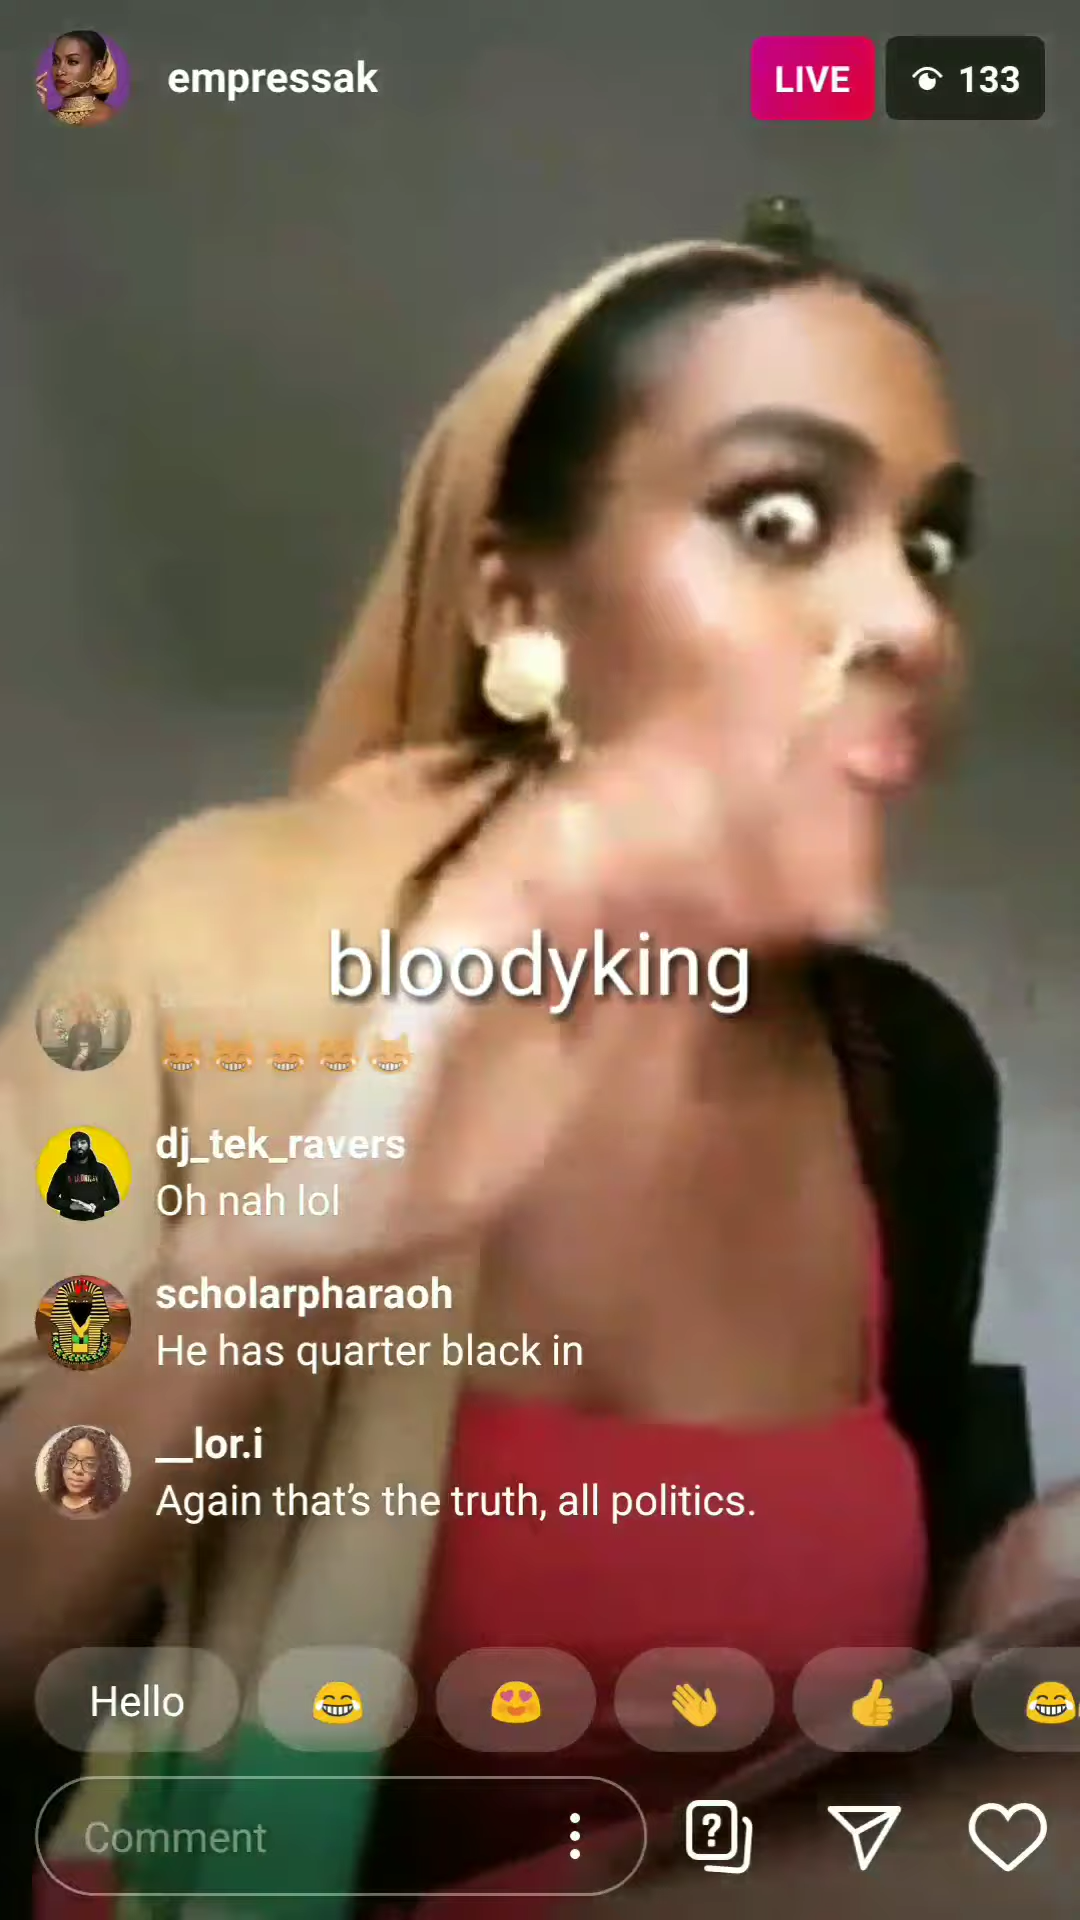 empressak
LIVE
133
bloodyking
😂😂😂😂😂
dj_tek_ravers
Oh nah lol
scholarpharaoh
He has quarter black in
__lor.i
Again that’s the truth, all politics.
Hello
😂
😍
👋
👍
😂
Comment